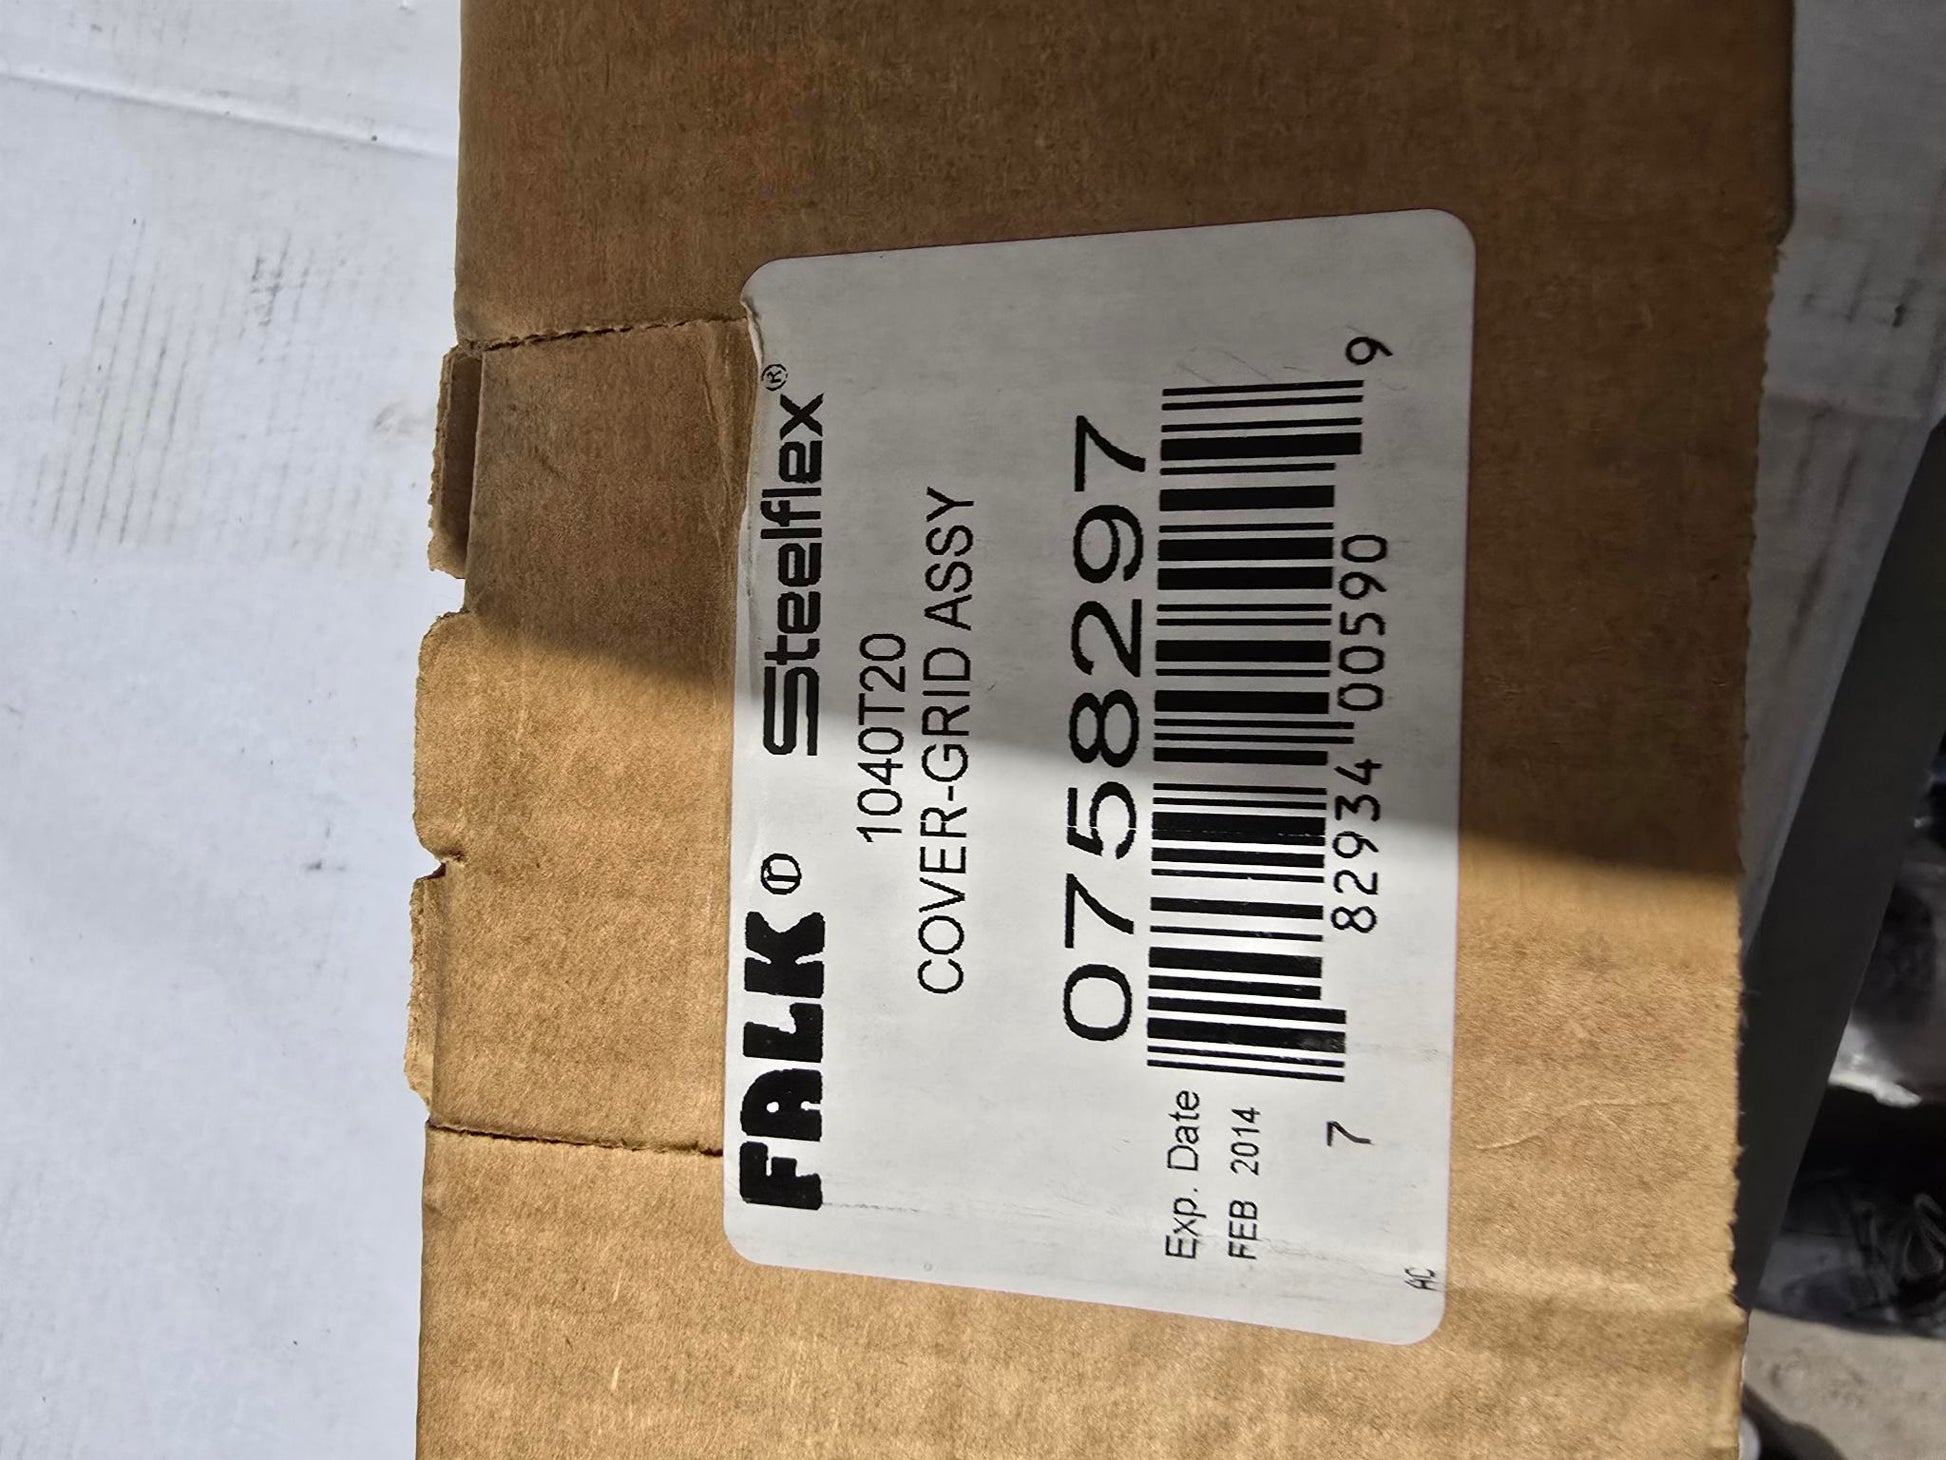 FALK Steelflex®
1040T20
COVER-GRID ASSY
0758297
Exp. Date
FEB 2014
7 82934 00590 9
AC